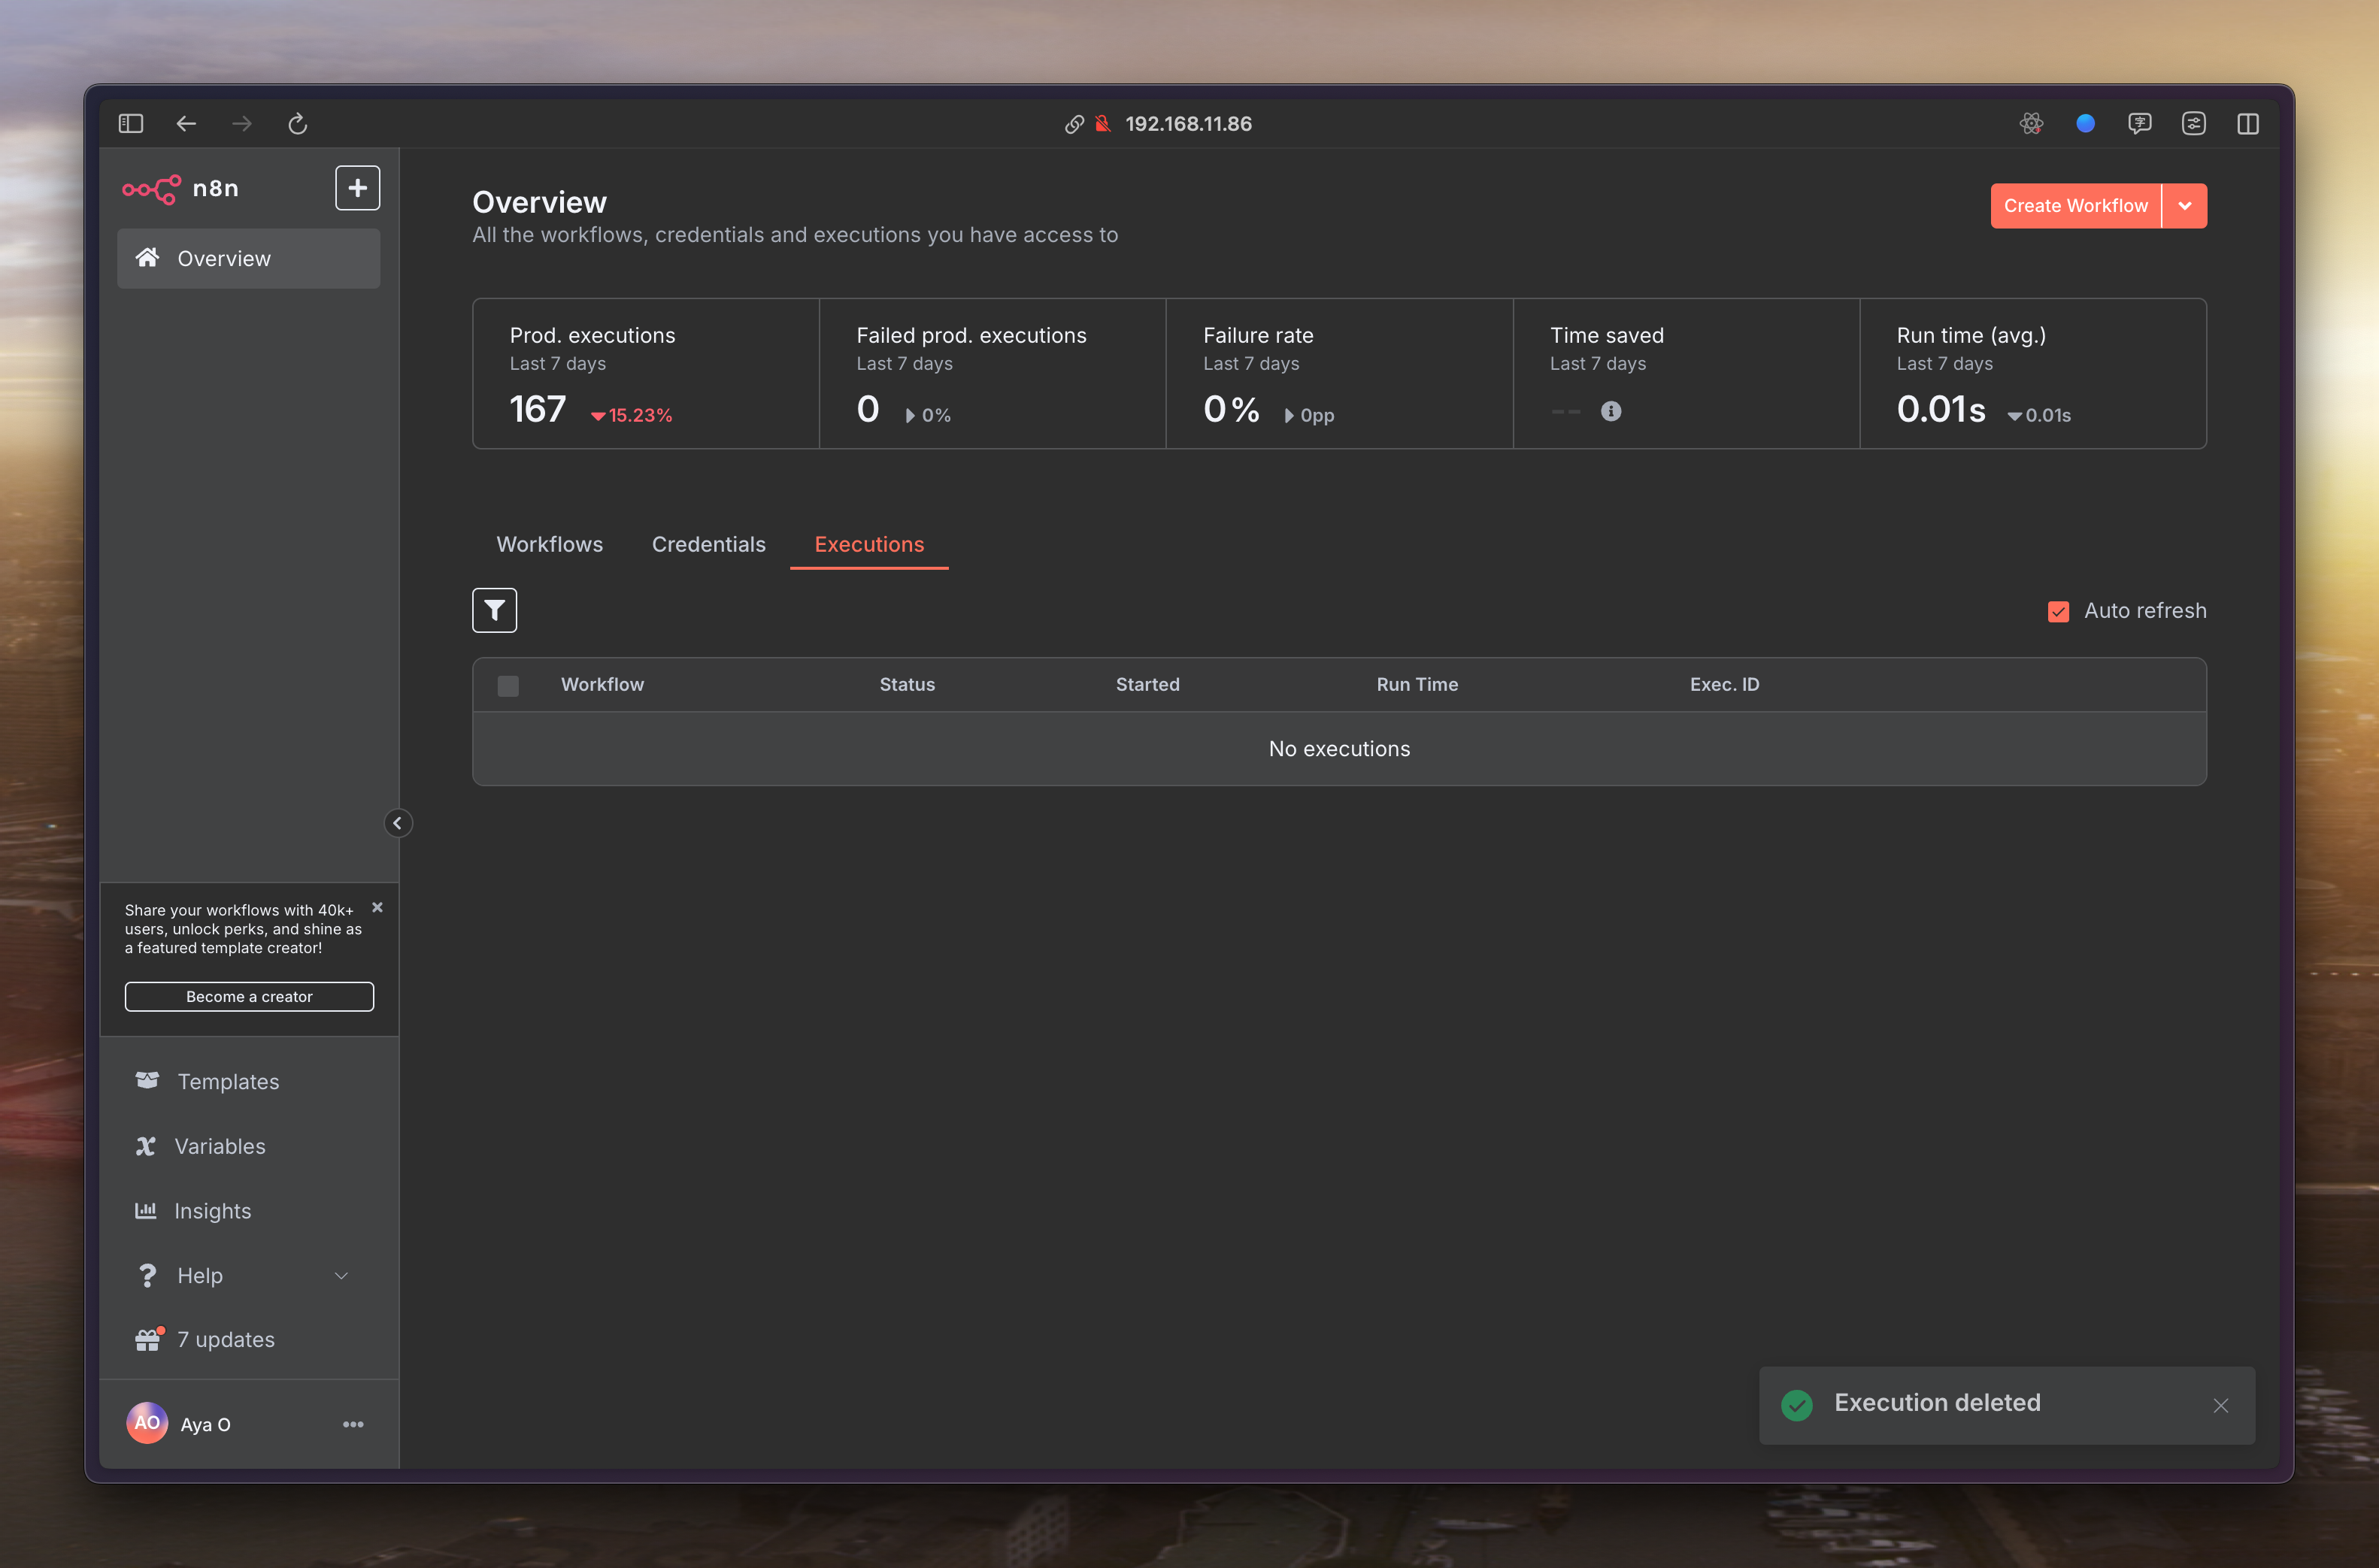 192.168.11.86
n8n
Overview
Overview
All the workflows, credentials and executions you have access to
Create Workflow
Prod. executions
Last 7 days
167
15.23%
Failed prod. executions
Last 7 days
0
0%
Failure rate
Last 7 days
0%
0pp
Time saved
Last 7 days
--
Run time (avg.)
Last 7 days
0.01s
0.01s
Workflows
Credentials
Executions
Auto refresh
Workflow
Status
Started
Run Time
Exec. ID
No executions
Share your workflows with 40k+
users, unlock perks, and shine as
a featured template creator!
Become a creator
Templates
Variables
Insights
Help
7 updates
AO
Aya O
Execution deleted